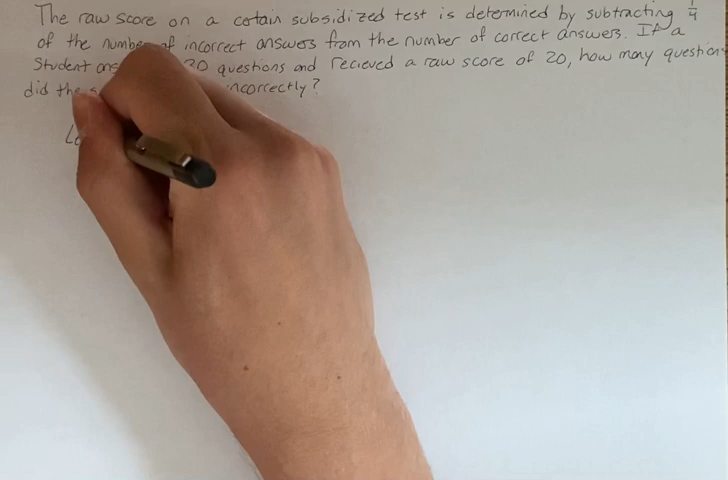 The raw score on a cetain subsidized test is determined by subtracting 1/4
of the number of incorrect answers from the number of correct answers. If a
Student 30 questions and recieved a raw score of 20, how many questions
did the incorrectly?